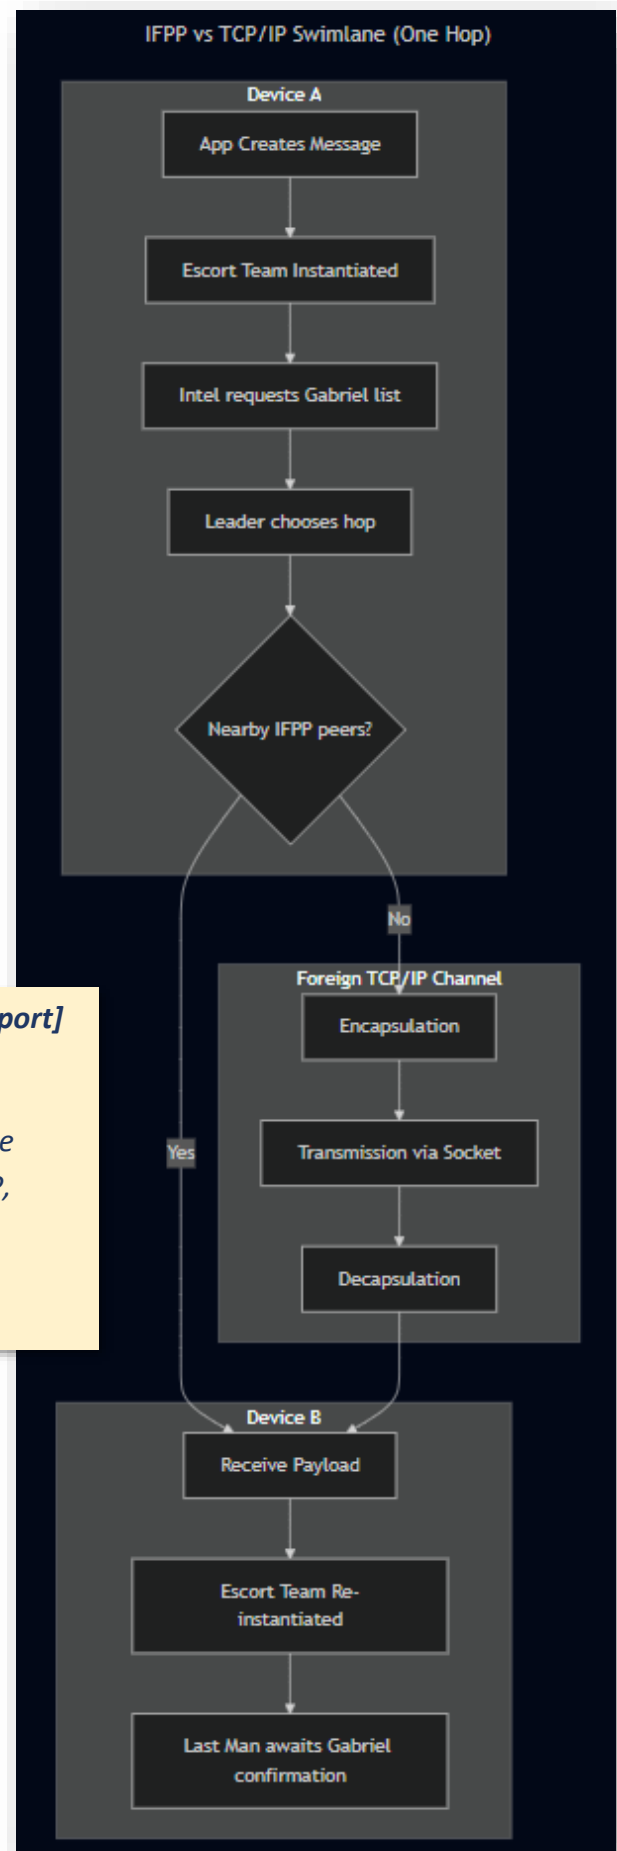 IFPP vs TCP/IP Swimlane (One Hop)
Device A
App Creates Message
Escort Team Instantiated
Intel requests Gabriel list
Leader chooses hop
Nearby IFPP peers?
No
Foreign TCP/IP Channel
Encapsulation
port]
Transmission via Socket
Yes
Decapsulation
Device B
Receive Payload
Escort Team Re-
instantiated
Last Man awaits Gabriel
confirmation